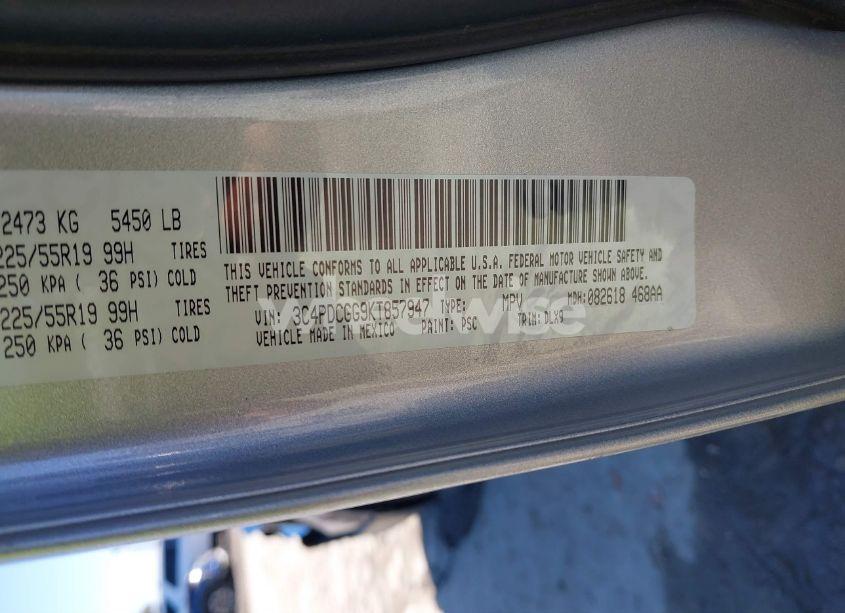 2473 KG 5450 LB
225/55R19 99H TIRES
250 KPA ( 36 PSI) COLD
225/55R19 99H TIRES
250 KPA ( 36 PSI) COLD
THIS VEHICLE CONFORMS TO ALL APPLICABLE U.S.A. FEDERAL MOTOR VEHICLE SAFETY AND
THEFT PREVENTION STANDARDS IN EFFECT ON THE DATE OF MANUFACTURE SHOWN ABOVE.
VIN: 3C4PDCGG9KT857947 TYPE: MPV MDH: 082618 468AA
VEHICLE MADE IN MEXICO PAINT: PSC TRIM: DLX9